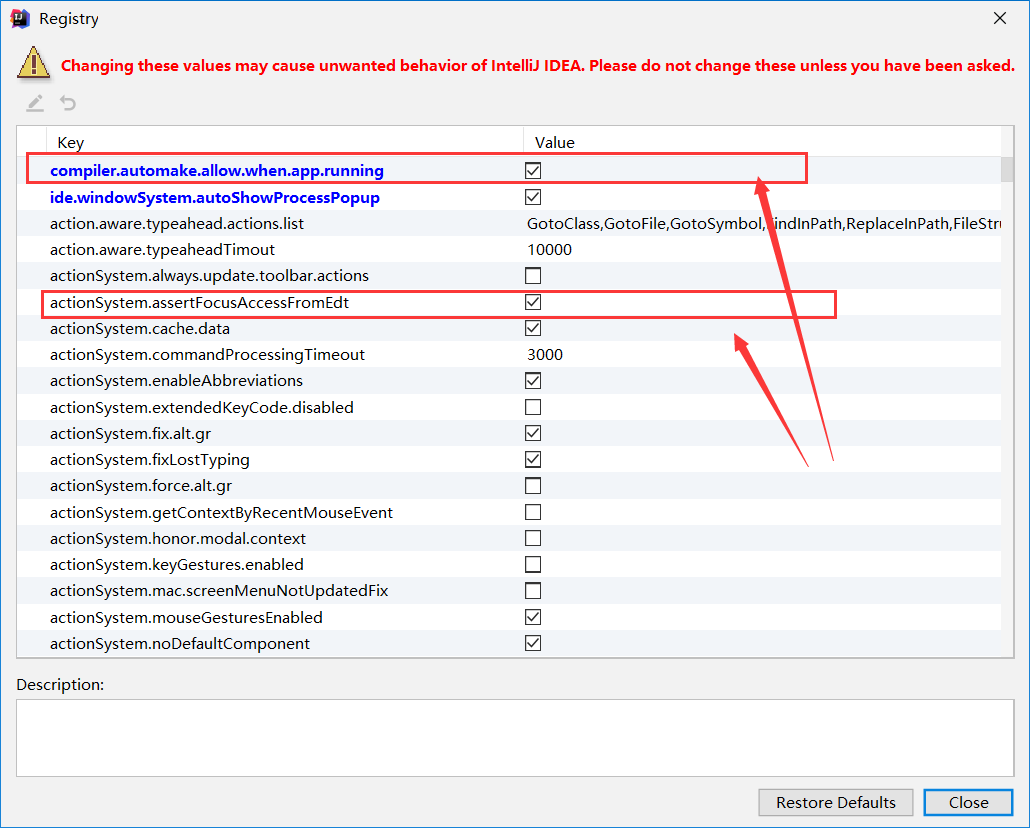 Registry
Changing these values may cause unwanted behavior of IntelliJ IDEA. Please do not change these unless you have been asked.
Key Value
compiler.automake.allow.when.app.running
ide.windowSystem.autoShowProcessPopup
action.aware.typeahead.actions.list GotoClass,GotoFile,GotoSymbol,FindInPath,ReplaceInPath,FileStru
action.aware.typeaheadTimout 10000
actionSystem.always.update.toolbar.actions
actionSystem.assertFocusAccessFromEdt
actionSystem.cache.data
actionSystem.commandProcessingTimeout 3000
actionSystem.enableAbbreviations
actionSystem.extendedKeyCode.disabled
actionSystem.fix.alt.gr
actionSystem.fixLostTyping
actionSystem.force.alt.gr
actionSystem.getContextByRecentMouseEvent
actionSystem.honor.modal.context
actionSystem.keyGestures.enabled
actionSystem.mac.screenMenuNotUpdatedFix
actionSystem.mouseGesturesEnabled
actionSystem.noDefaultComponent
Description:
Restore Defaults Close